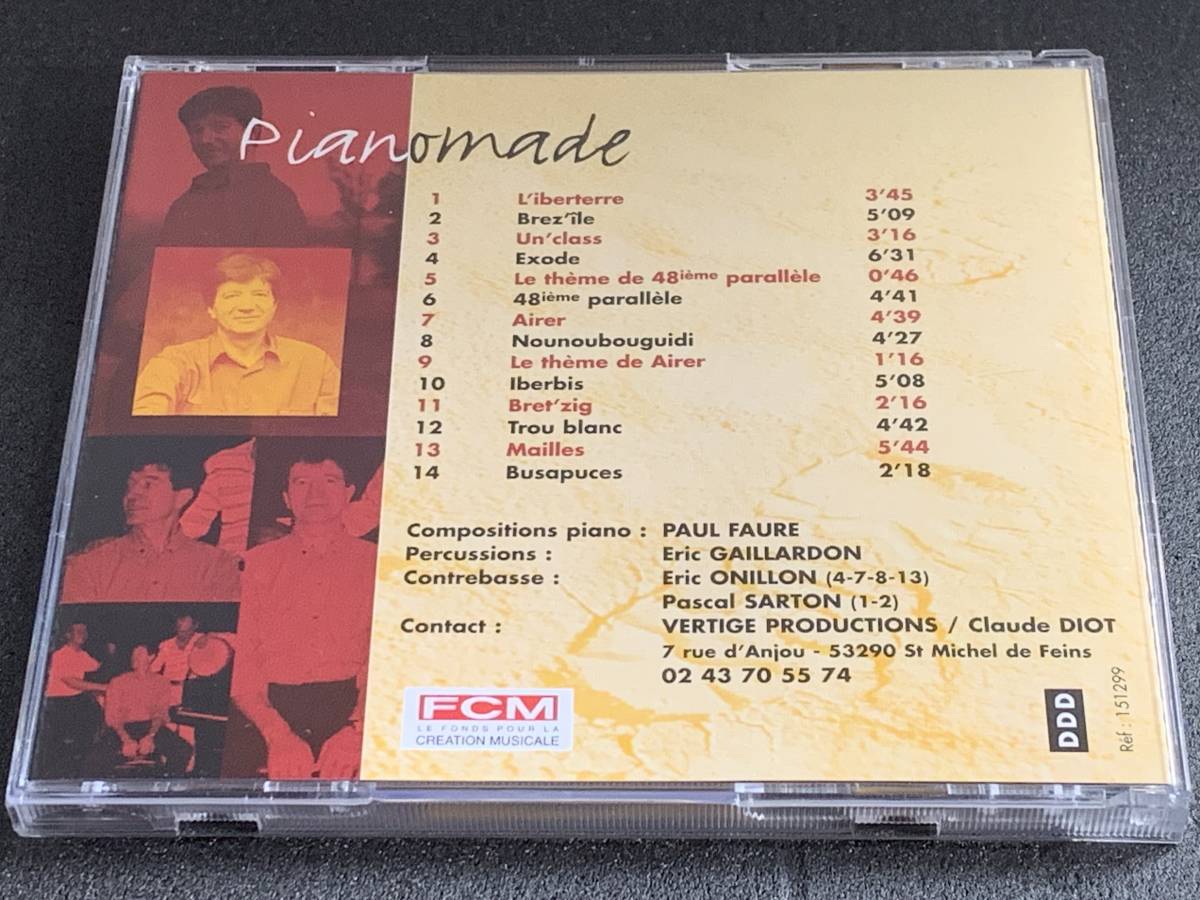 Pianomade
1 L'iberterre 3'45
2 Brez'île 5'09
3 Un'class 3'16
4 Exode 6'31
5 Le thème de 48ième parallèle 0'46
6 48ième parallèle 4'41
7 Airer 4'39
8 Nounoubouguidi 4'27
9 Le thème de Airer 1'16
10 Iberbis 5'08
11 Bret'zig 2'16
12 Trou blanc 4'42
13 Mailles 5'44
14 Busapuces 2'18
Compositions piano : PAUL FAURE
Percussions : Eric GAILLARDON
Contrebasse : Eric ONILLON (4-7-8-13)
Pascal SARTON (1-2)
Contact : VERTIGE PRODUCTIONS / Claude DIOT
7 rue d'Anjou - 53290 St Michel de Feins
02 43 70 55 74
FCM
LE FONDS POUR LA
CREATION MUSICALE
DDD
Réf : 151299